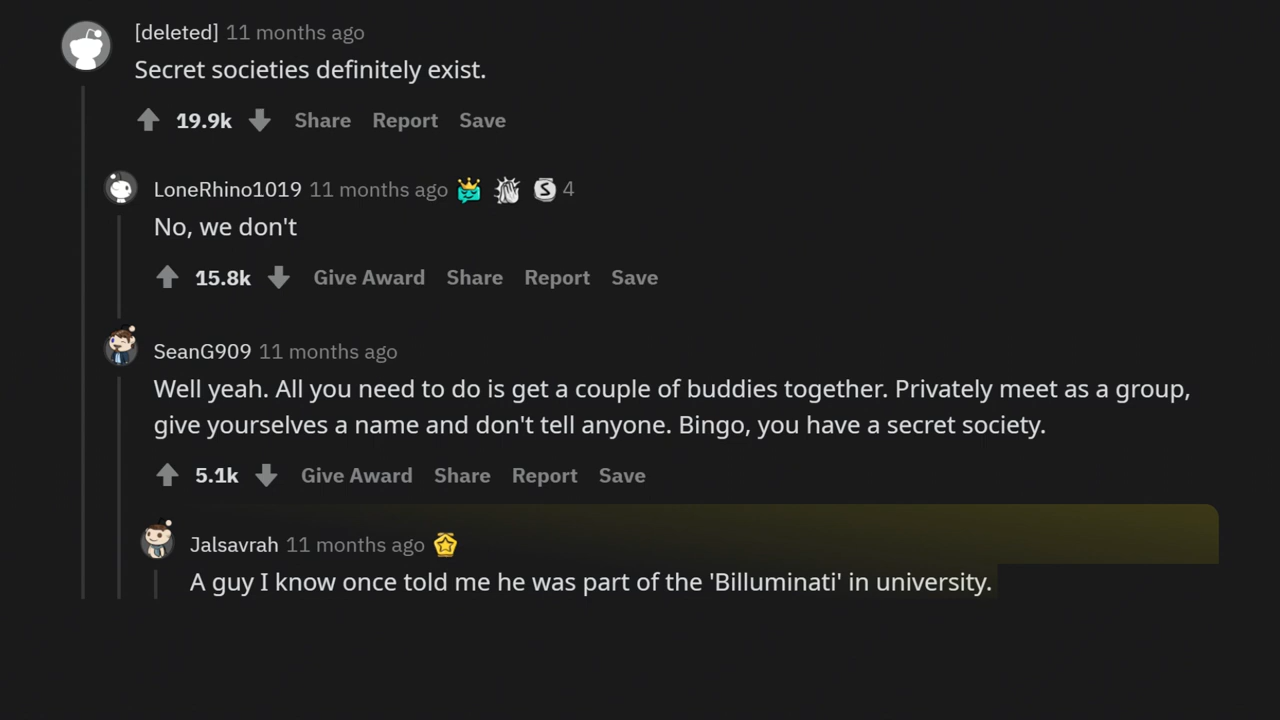 [deleted] 11 months ago
Secret societies definitely exist.
19.9k Share Report Save
LoneRhino1019 11 months ago S 4
No, we don't
15.8k Give Award Share Report Save
SeanG909 11 months ago
Well yeah. All you need to do is get a couple of buddies together. Privately meet as a group,
give yourselves a name and don't tell anyone. Bingo, you have a secret society.
5.1k Give Award Share Report Save
Jalsavrah 11 months ago
A guy I know once told me he was part of the 'Billuminati' in university.